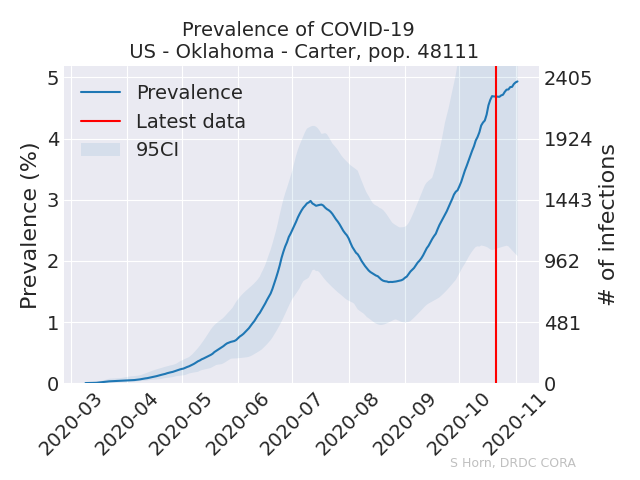 Prevalence of COVID-19
US - Oklahoma - Carter, pop. 48111
Prevalence
Latest data
95CI
Prevalence (%)
5
4
3
2
1
0
2405
1924
1443
962
481
0
# of infections
2020-03
2020-04
2020-05
2020-06
2020-07
2020-08
2020-09
2020-10
2020-11
S Horn, DRDC CORA